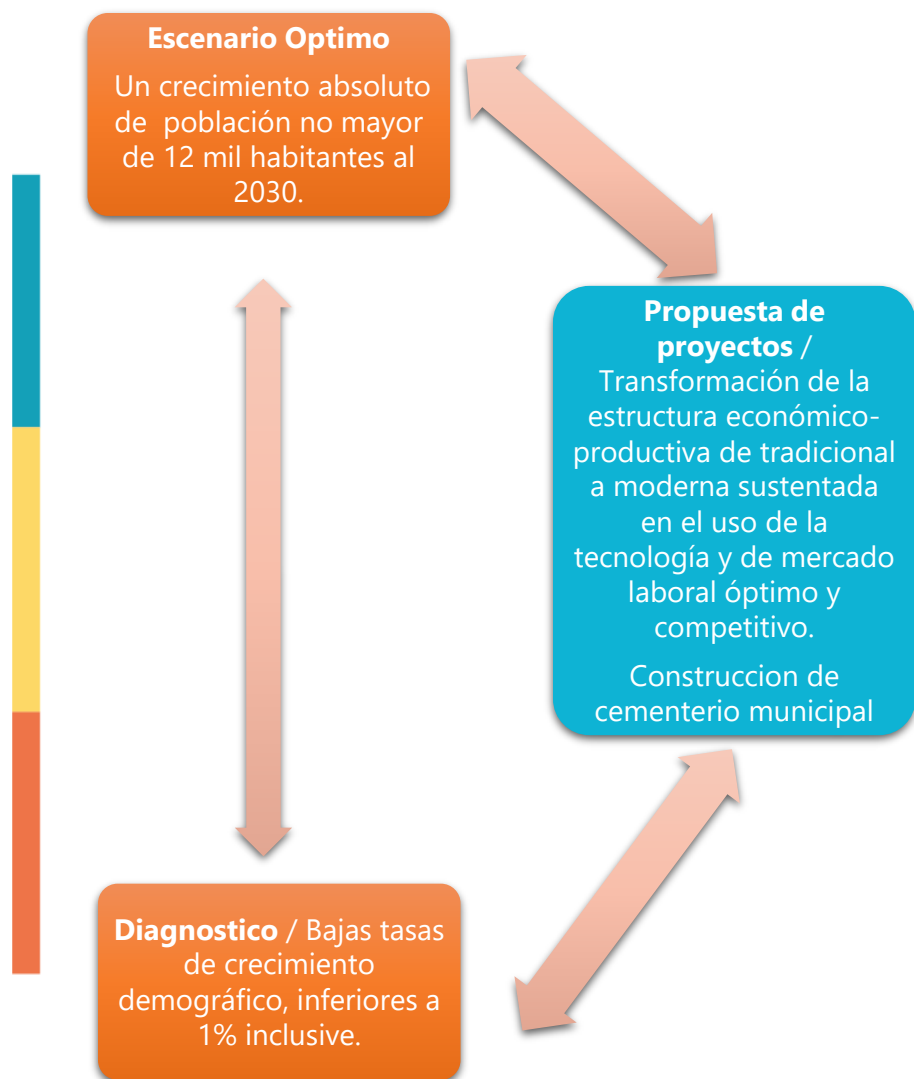 Escenario Optimo
Un crecimiento absoluto
de población no mayor
de 12 mil habitantes al
2030.
Propuesta de
proyectos /
Transformación de la
estructura económico-
productiva de tradicional
a moderna sustentada
en el uso de la
tecnología y de mercado
laboral óptimo y
competitivo.
Construccion de
cementerio municipal
Diagnostico / Bajas tasas
de crecimiento
demográfico, inferiores a
1% inclusive.